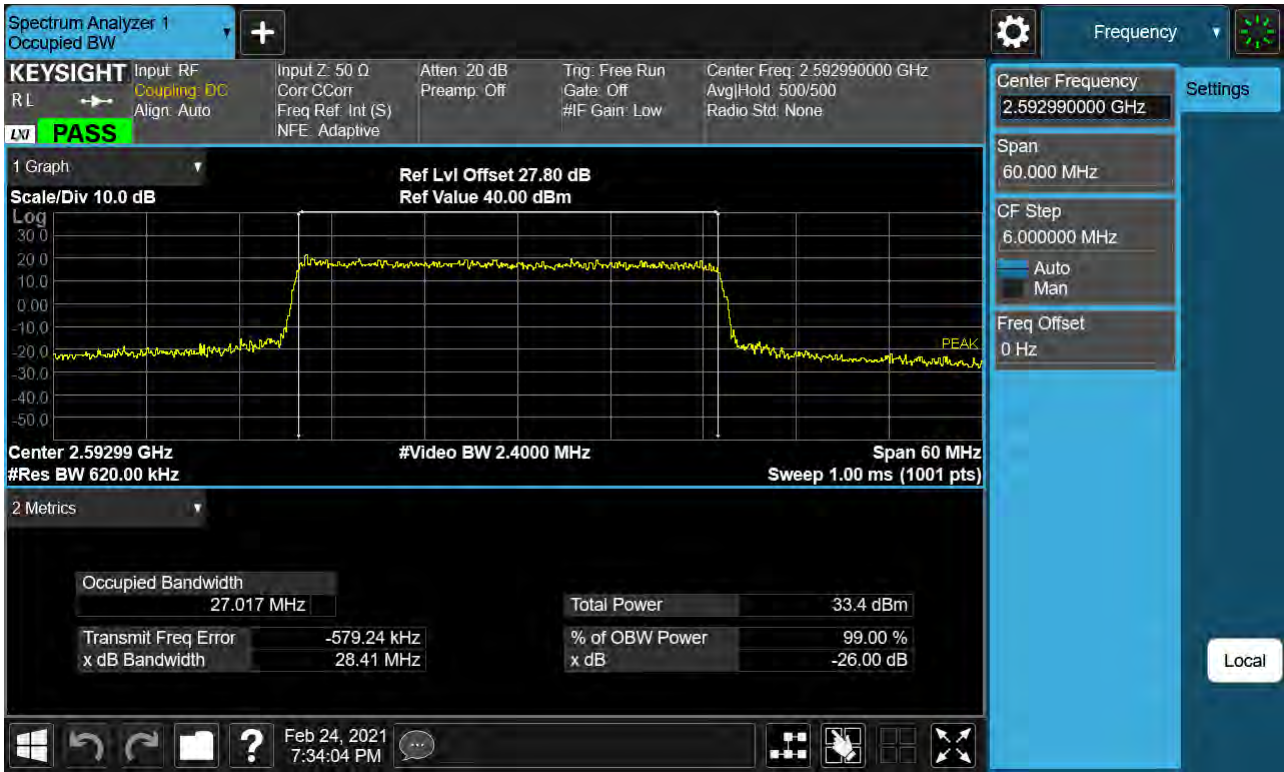 Spectrum Analyzer 1
Occupied BW
+
Frequency
KEYSIGHT
RL
LXI
PASS
Input: RF
Coupling: DC
Align: Auto
Input Z: 50 Ω
Corr CCorr
Freq Ref: Int (S)
NFE: Adaptive
Atten: 20 dB
Preamp: Off
Trig: Free Run
Gate: Off
#IF Gain: Low
Center Freq: 2.592990000 GHz
Avg|Hold: 500/500
Radio Std: None
Center Frequency
2.592990000 GHz
Settings
Span
60.000 MHz
CF Step
6.000000 MHz
Auto
Man
Freq Offset
0 Hz
Local
1 Graph
Ref Lvl Offset 27.80 dB
Scale/Div 10.0 dB
Ref Value 40.00 dBm
Log
30.0
20.0
10.0
0.00
-10.0
-20.0
-30.0
-40.0
-50.0
PEAK
Center 2.59299 GHz
#Video BW 2.4000 MHz
Span 60 MHz
#Res BW 620.00 kHz
Sweep 1.00 ms (1001 pts)
2 Metrics
Occupied Bandwidth
27.017 MHz
Total Power 33.4 dBm
Transmit Freq Error -579.24 kHz
% of OBW Power 99.00 %
x dB Bandwidth 28.41 MHz
x dB -26.00 dB
?
Feb 24, 2021
7:34:04 PM